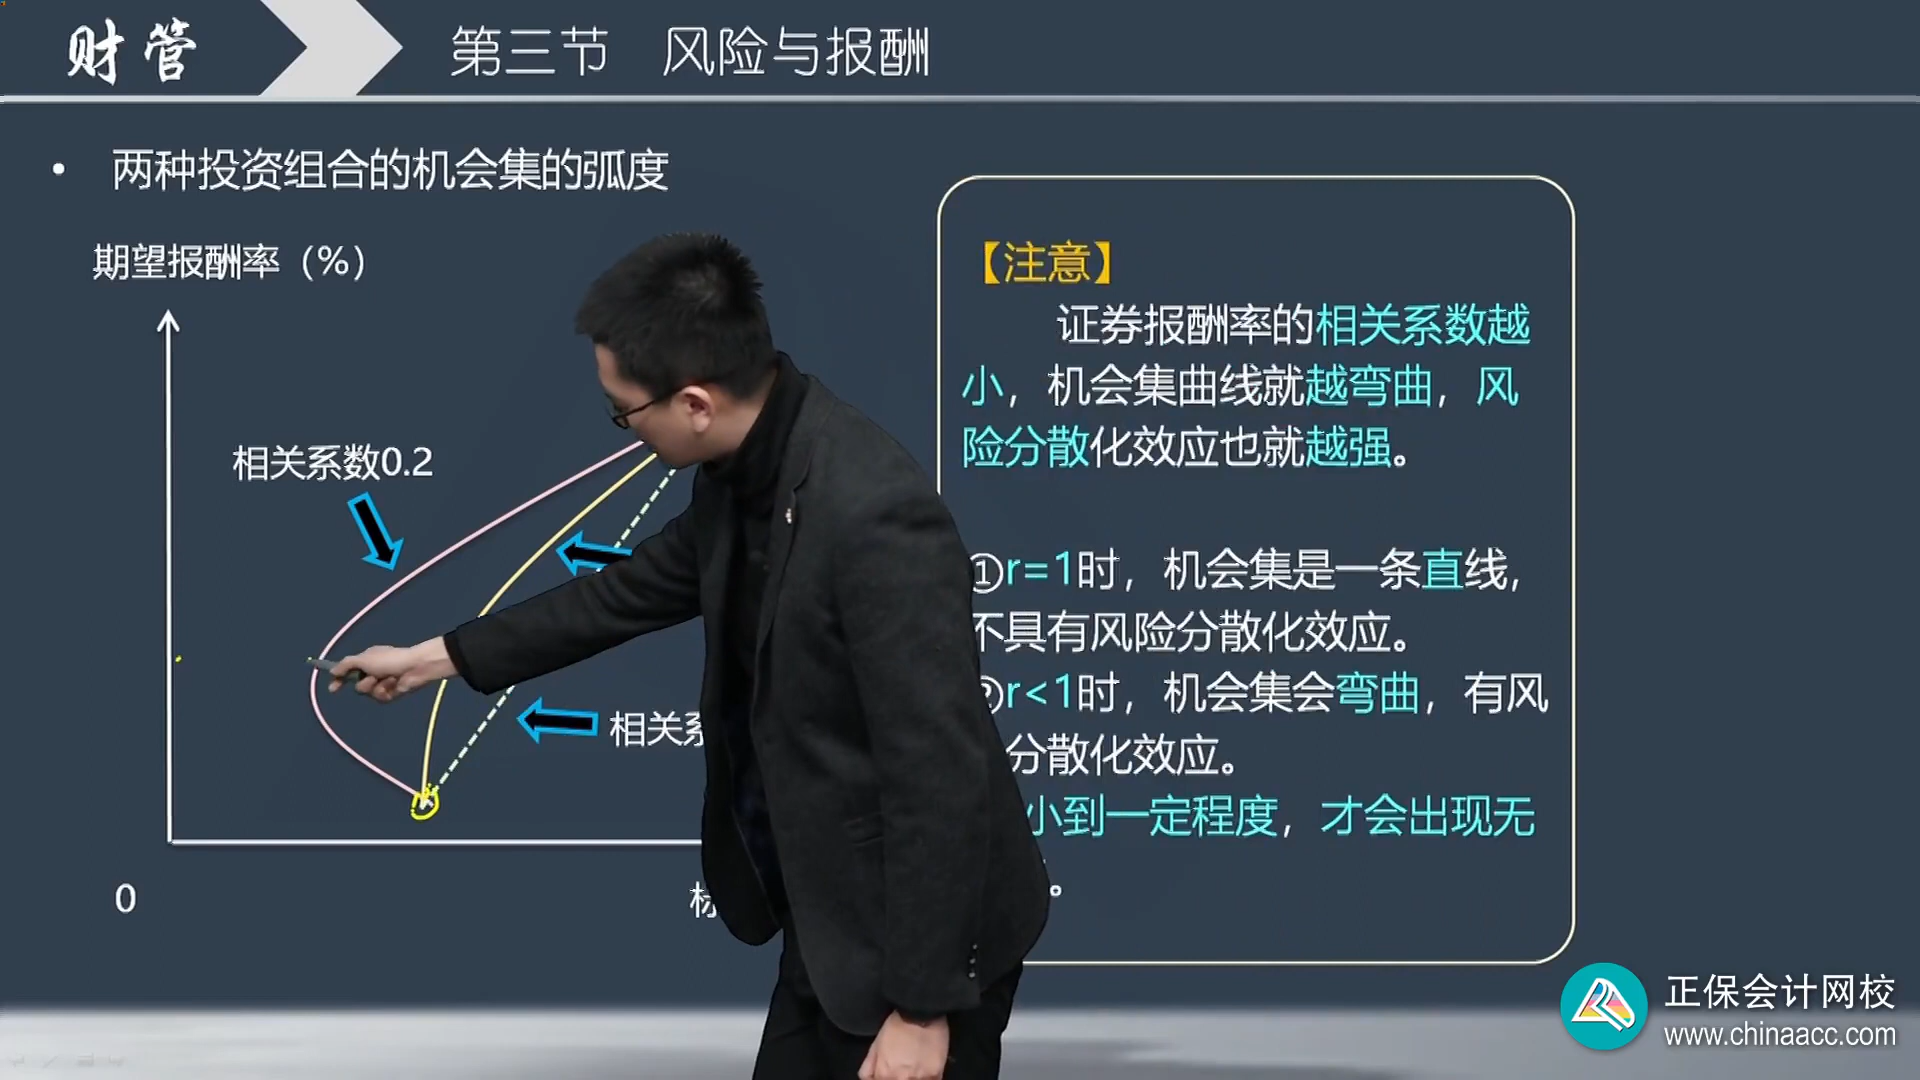 财管
第三节 风险与报酬
• 两种投资组合的机会集的弧度
期望报酬率（%）
相关系数0.2
相关系
0
标
【注意】
证券报酬率的相关系数越
小，机会集曲线就越弯曲，风
险分散化效应也就越强。
①r=1时，机会集是一条直线，
不具有风险分散化效应。
②r<1时，机会集会弯曲，有风
分散化效应。
小到一定程度，才会出现无
。
正保会计网校
www.chinaacc.com